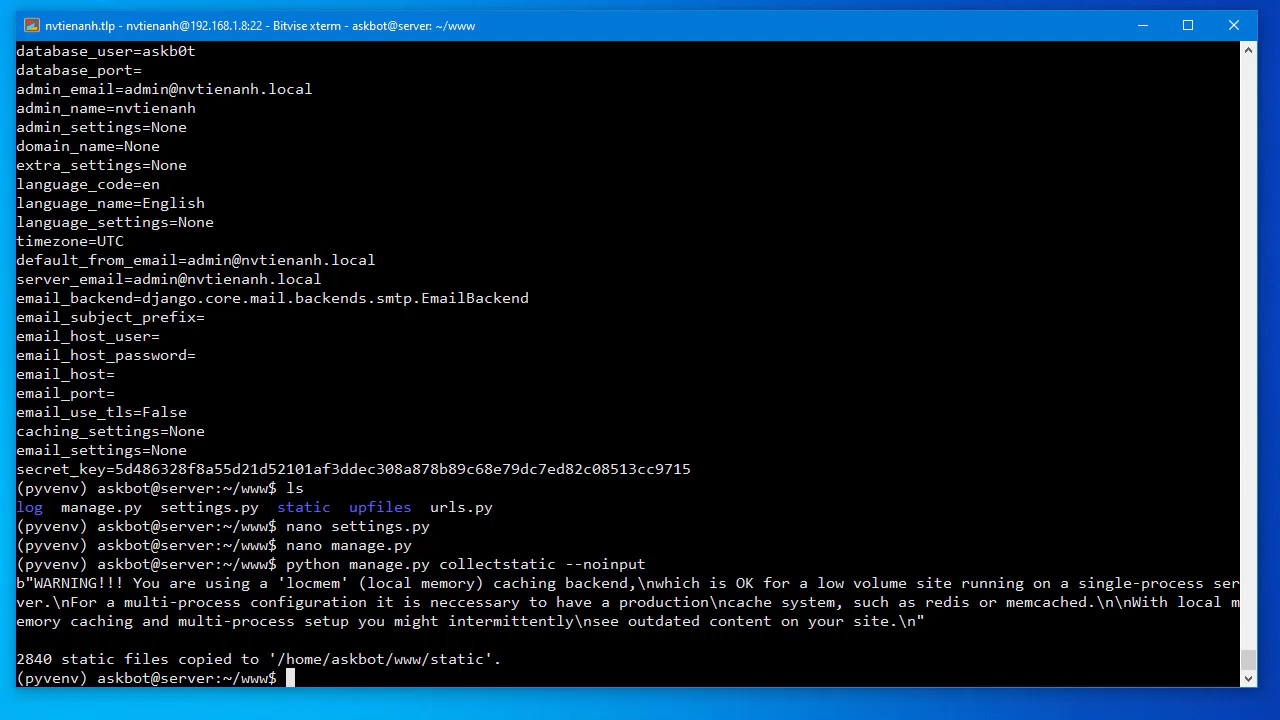 nvtienanh.tlp - nvtienanh@192.168.1.8:22 - Bitvise xterm - askbot@server: ~/www
database_user=askb0t
database_port=
admin_email=admin@nvtienanh.local
admin_name=nvtienanh
admin_settings=None
domain_name=None
extra_settings=None
language_code=en
language_name=English
language_settings=None
timezone=UTC
default_from_email=admin@nvtienanh.local
server_email=admin@nvtienanh.local
email_backend=django.core.mail.backends.smtp.EmailBackend
email_subject_prefix=
email_host_user=
email_host_password=
email_host=
email_port=
email_use_tls=False
caching_settings=None
email_settings=None
secret_key=5d486328f8a55d21d52101af3ddec308a878b89c68e79dc7ed82c08513cc9715
(pyvenv) askbot@server:~/www$ ls
log  manage.py  settings.py  static  upfiles  urls.py
(pyvenv) askbot@server:~/www$ nano settings.py
(pyvenv) askbot@server:~/www$ nano manage.py
(pyvenv) askbot@server:~/www$ python manage.py collectstatic --noinput
b"WARNING!!! You are using a 'locmem' (local memory) caching backend,\nwhich is OK for a low volume site running on a single-process ser
ver.\nFor a multi-process configuration it is neccessary to have a production\ncache system, such as redis or memcached.\n\nWith local m
emory caching and multi-process setup you might intermittently\nsee outdated content on your site.\n"
2840 static files copied to '/home/askbot/www/static'.
(pyvenv) askbot@server:~/www$